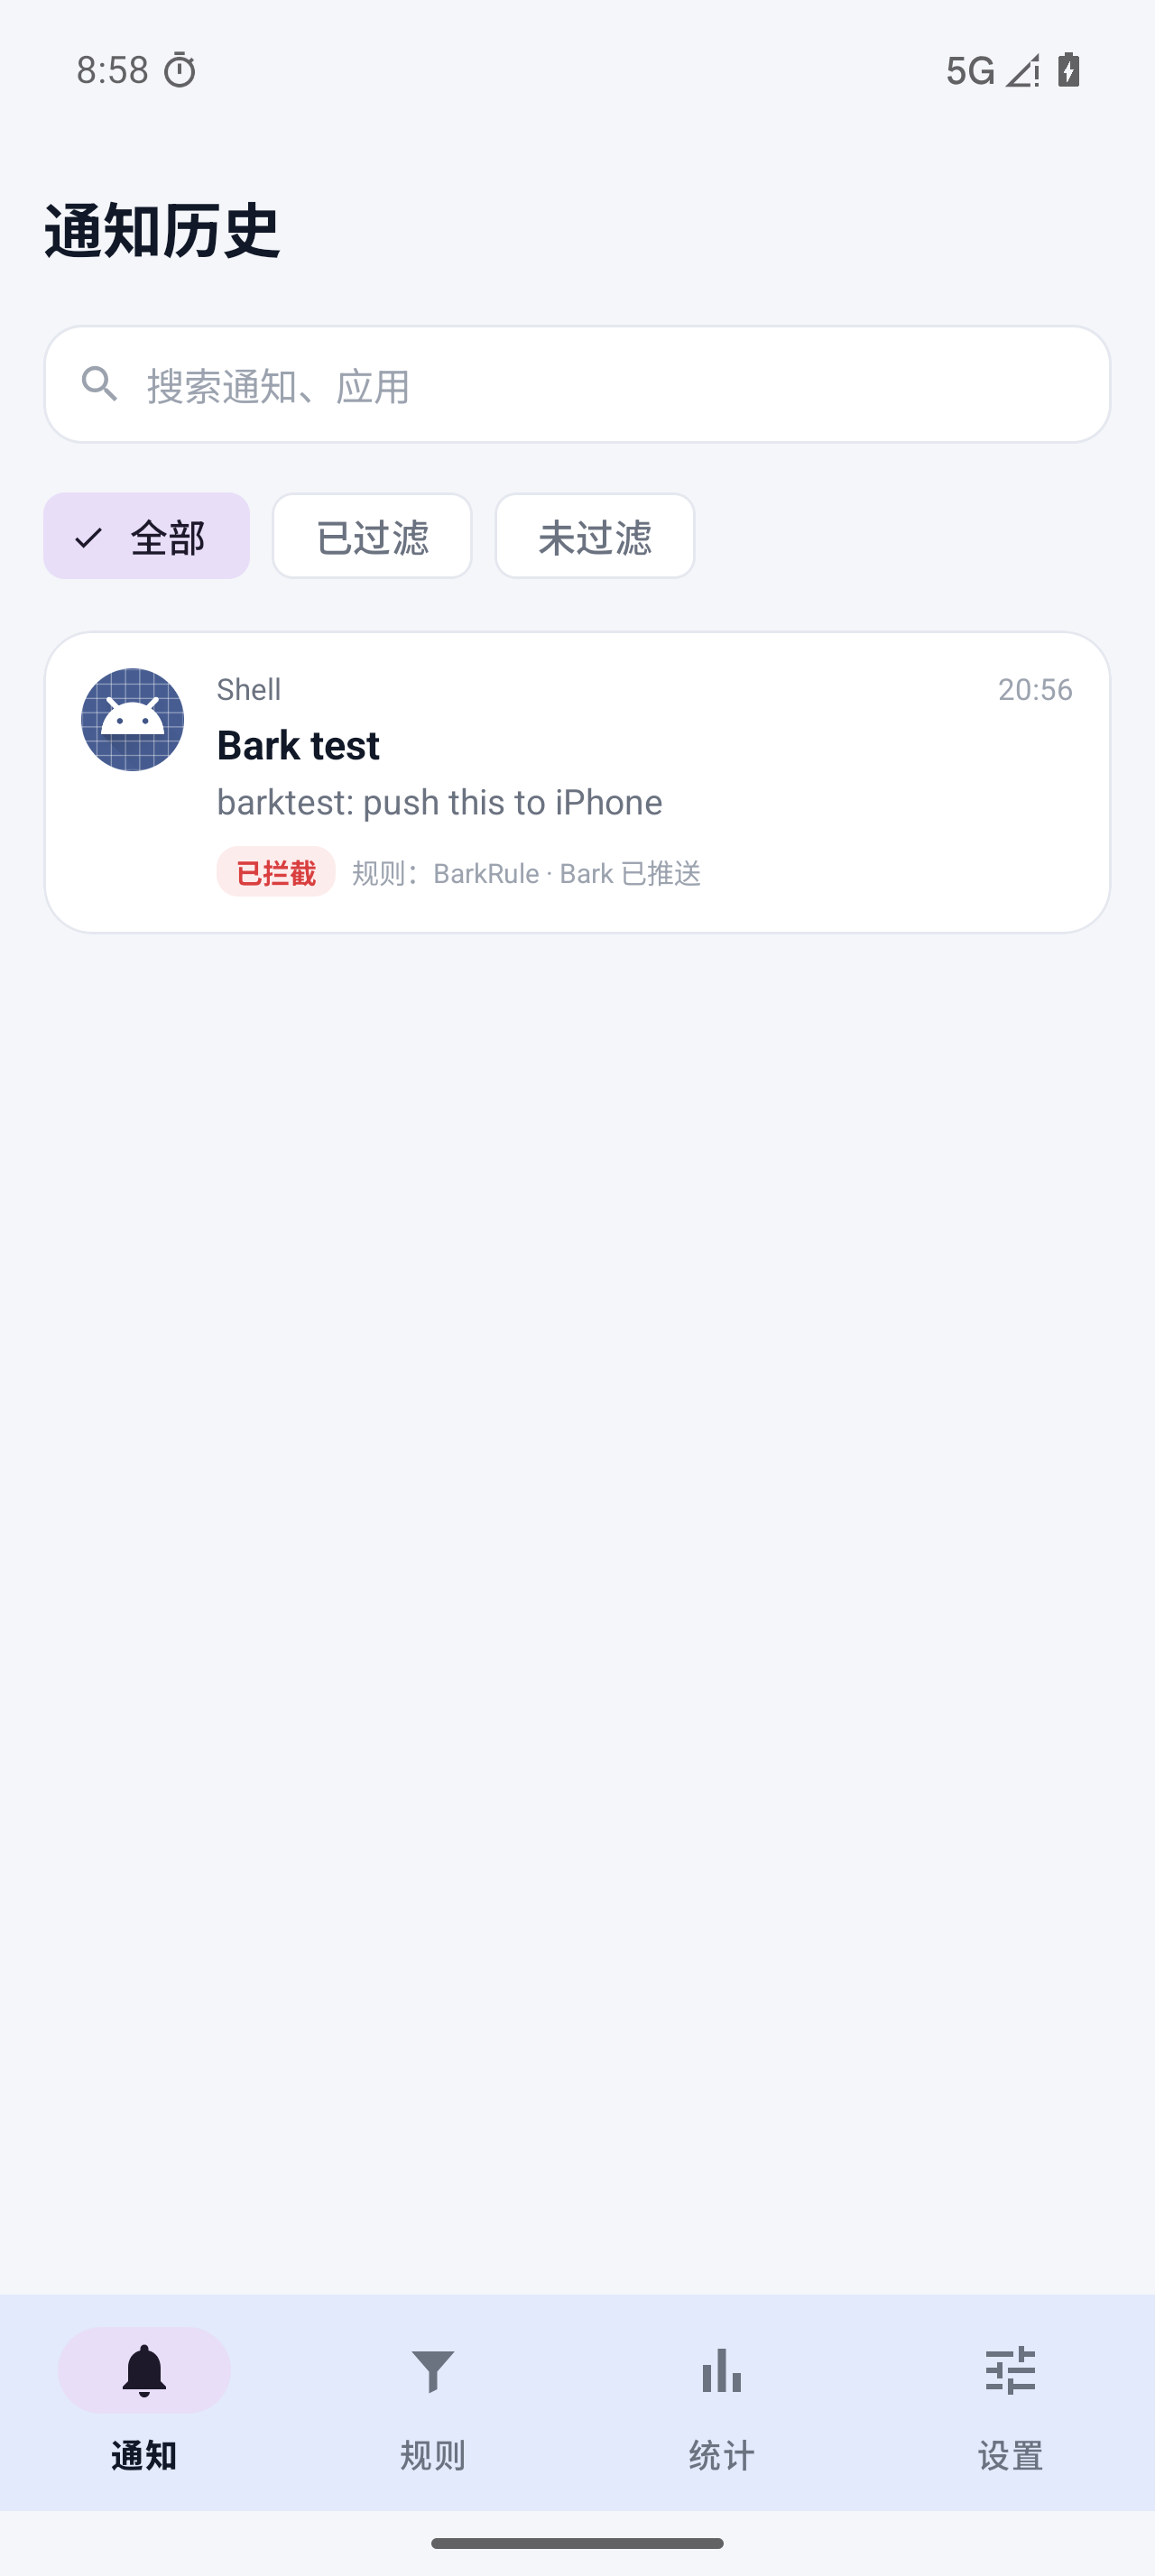 8:58
5G
通知历史
搜索通知、应用
全部
已过滤
未过滤
Shell
20:56
Bark test
barktest: push this to iPhone
已拦截
规则：BarkRule · Bark 已推送
通知
规则
统计
设置